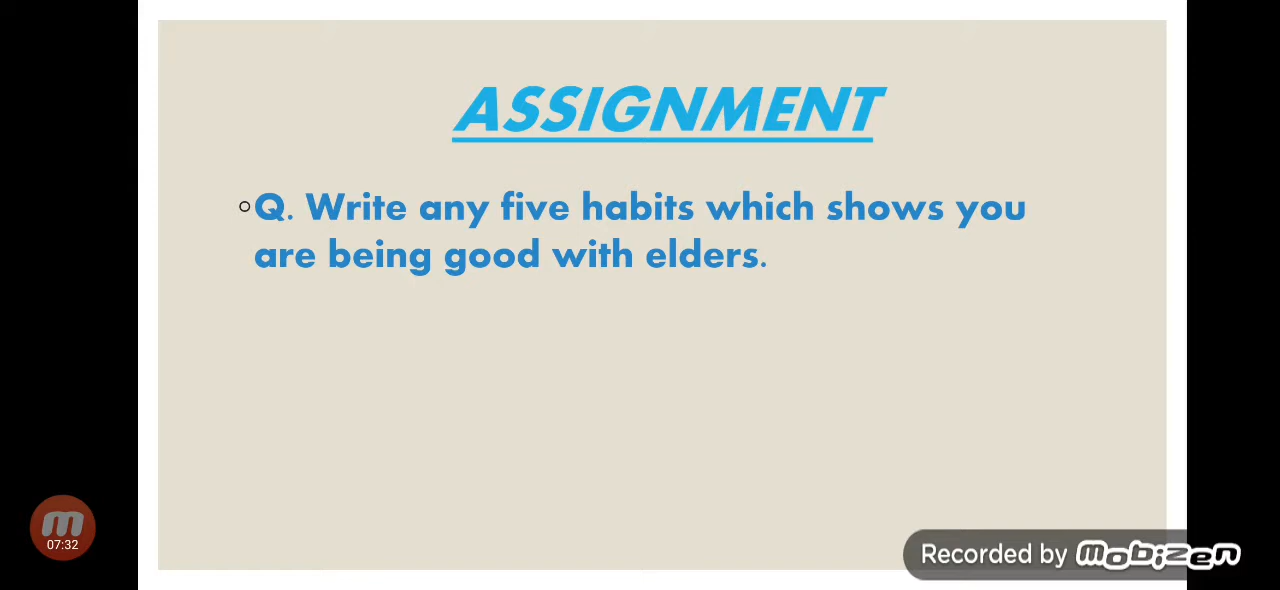 ASSIGNMENT
Q. Write any five habits which shows you
are being good with elders.
07:32
Recorded by mobizen